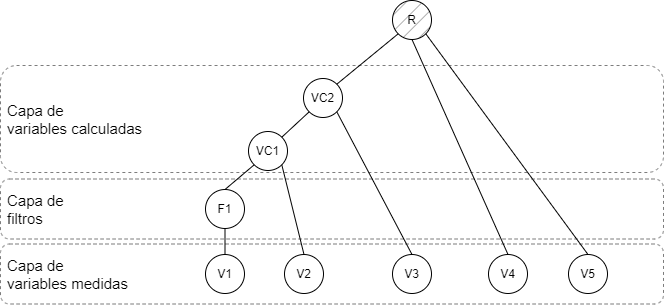 R
VC2
Capa de
variables calculadas
VC1
Capa de
filtros
F1
Capa de
variables medidas
V1
V2
V3
V4
V5